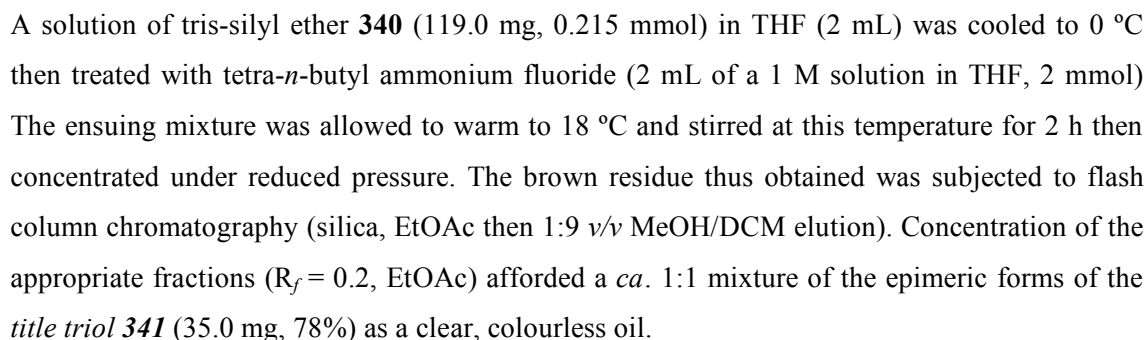 A solution of tris-silyl ether 340 (119.0 mg, 0.215 mmol) in THF (2 mL) was cooled to 0 ºC
then treated with tetra-n-butyl ammonium fluoride (2 mL of a 1 M solution in THF, 2 mmol)
The ensuing mixture was allowed to warm to 18 ºC and stirred at this temperature for 2 h then
concentrated under reduced pressure. The brown residue thus obtained was subjected to flash
column chromatography (silica, EtOAc then 1:9 v/v MeOH/DCM elution). Concentration of the
appropriate fractions (Rf = 0.2, EtOAc) afforded a ca. 1:1 mixture of the epimeric forms of the
title triol 341 (35.0 mg, 78%) as a clear, colourless oil.